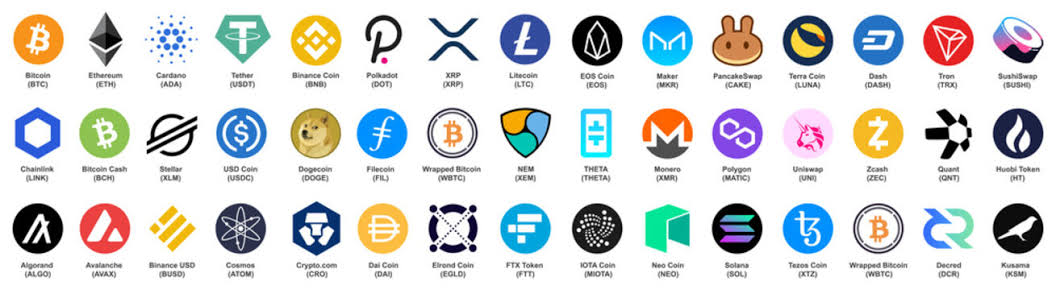 Bitcoin Ethereum Cardano Tether Binance Coin Polkadot XRP Litecoin EOS Coin Maker PancakeSwap Terra Coin Dash Tron SushiSwap
(BTC) (ETH) (ADA) (USDT) (BNB) (DOT) (XRP) (LTC) (EOS) (MKR) (CAKE) (LUNA) (DASH) (TRX) (SUSHI)
Chainlink Bitcoin Cash Stellar USD Coin Dogecoin Filecoin Wrapped Bitcoin NEM THETA Monero Polygon Uniswap Zcash Quant Huobi Token
(LINK) (BCH) (XLM) (USDC) (DOGE) (FIL) (WBTC) (XEM) (THETA) (XMR) (MATIC) (UNI) (ZEC) (QNT) (HT)
Algorand Avalanche Binance USD Cosmos Crypto.com Dai Coin Elrond Coin FTX Token IOTA Coin Neo Coin Solana Tezos Coin Wrapped Bitcoin Decred Kusama
(ALGO) (AVAX) (BUSD) (ATOM) (CRO) (DAI) (EGLD) (FTT) (MIOTA) (NEO) (SOL) (XTZ) (WBTC) (DCR) (KSM)